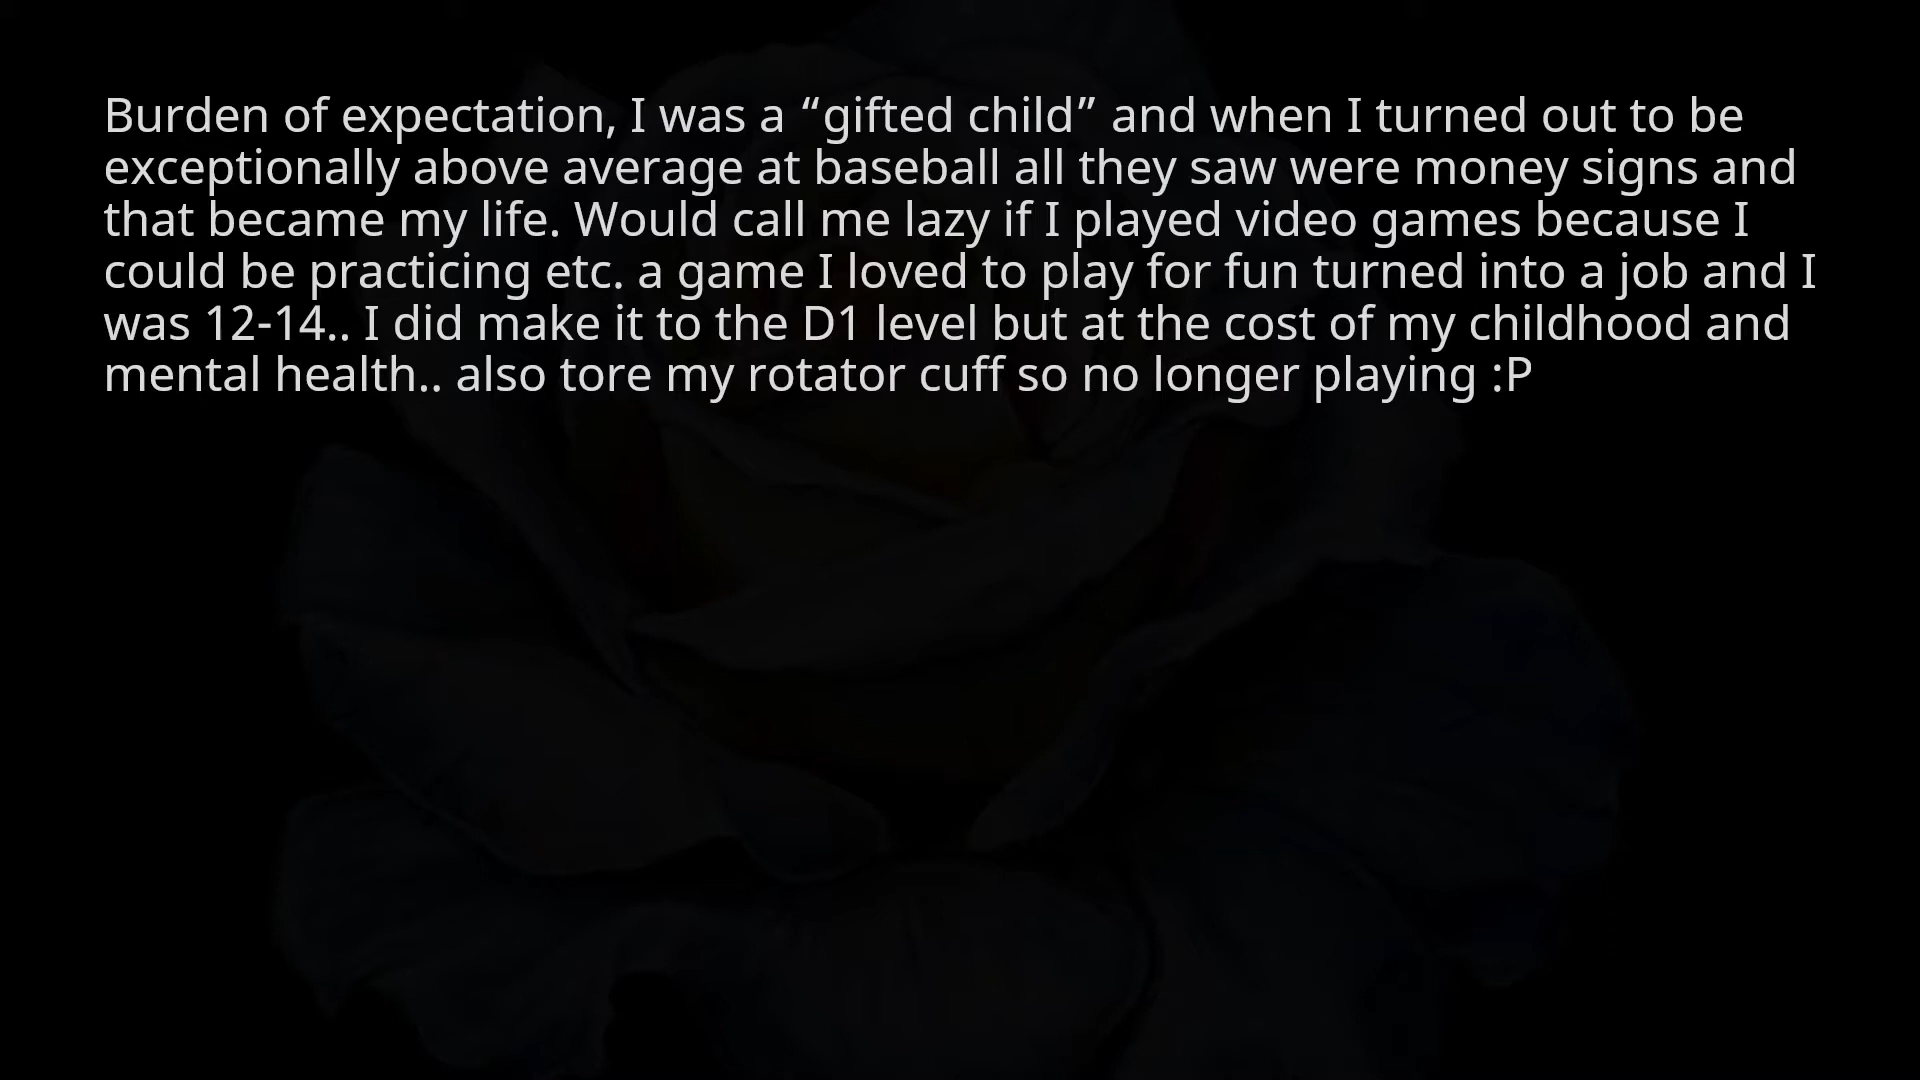 Burden of expectation, I was a “gifted child” and when I turned out to be
exceptionally above average at baseball all they saw were money signs and
that became my life. Would call me lazy if I played video games because I
could be practicing etc. a game I loved to play for fun turned into a job and I
was 12-14.. I did make it to the D1 level but at the cost of my childhood and
mental health.. also tore my rotator cuff so no longer playing :P